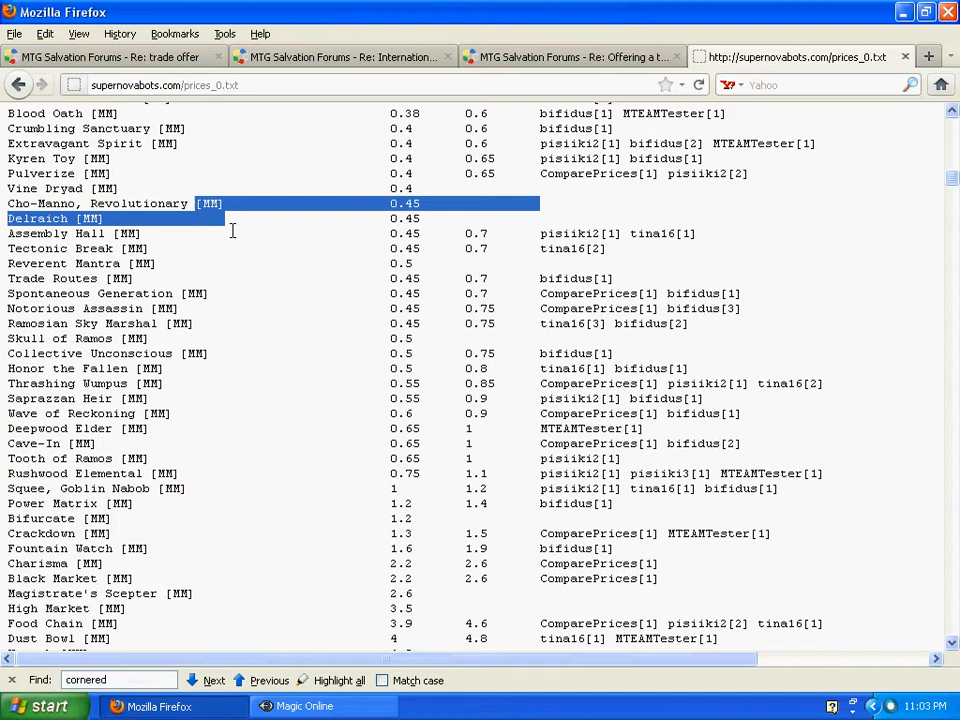 Mozilla Firefox
File Edit View History Bookmarks Tools Help
MTG Salvation Forums - Re: trade offer
MTG Salvation Forums - Re: Internation...
MTG Salvation Forums - Re: Offering a t...
http://supernovabots.com/prices_0.txt
supernovabots.com/prices_0.txt
Yahoo
Blood Oath [MM] 0.38 0.6 bifidus[1] MTEAMTester[1]
Crumbling Sanctuary [MM] 0.4 0.6 bifidus[1]
Extravagant Spirit [MM] 0.4 0.6 pisiiki2[1] bifidus[2] MTEAMTester[1]
Kyren Toy [MM] 0.4 0.65 pisiiki2[1] bifidus[1]
Pulverize [MM] 0.4 0.65 ComparePrices[1] pisiiki2[2]
Vine Dryad [MM] 0.4
Cho-Manno, Revolutionary [MM] 0.45
Delraich [MM] 0.45
Assembly Hall [MM] 0.45 0.7 pisiiki2[1] tina16[1]
Tectonic Break [MM] 0.45 0.7 tina16[2]
Reverent Mantra [MM] 0.5
Trade Routes [MM] 0.45 0.7 bifidus[1]
Spontaneous Generation [MM] 0.45 0.7 ComparePrices[1] bifidus[1]
Notorious Assassin [MM] 0.45 0.75 ComparePrices[1] bifidus[3]
Ramosian Sky Marshal [MM] 0.45 0.75 tina16[3] bifidus[2]
Skull of Ramos [MM] 0.5
Collective Unconscious [MM] 0.5 0.75 bifidus[1]
Honor the Fallen [MM] 0.5 0.8 tina16[1] bifidus[1]
Thrashing Wumpus [MM] 0.55 0.85 ComparePrices[1] pisiiki2[1] tina16[2]
Saprazzan Heir [MM] 0.55 0.9 pisiiki2[1] bifidus[1]
Wave of Reckoning [MM] 0.6 0.9 ComparePrices[1] bifidus[1]
Deepwood Elder [MM] 0.65 1 MTEAMTester[1]
Cave-In [MM] 0.65 1 ComparePrices[1] bifidus[2]
Tooth of Ramos [MM] 0.65 1 pisiiki2[1]
Rushwood Elemental [MM] 0.75 1.1 pisiiki2[1] pisiiki3[1] MTEAMTester[1]
Squee, Goblin Nabob [MM] 1 1.2 pisiiki2[1] tina16[1] bifidus[1]
Power Matrix [MM] 1.2 1.4 bifidus[1]
Bifurcate [MM] 1.2
Crackdown [MM] 1.3 1.5 ComparePrices[1] MTEAMTester[1]
Fountain Watch [MM] 1.6 1.9 bifidus[1]
Charisma [MM] 2.2 2.6 ComparePrices[1]
Black Market [MM] 2.2 2.6 ComparePrices[1]
Magistrate's Scepter [MM] 2.6
High Market [MM] 3.5
Food Chain [MM] 3.9 4.6 ComparePrices[1] pisiiki2[2] tina16[1]
Dust Bowl [MM] 4 4.8 tina16[1] MTEAMTester[1]
Find: cornered Next Previous Highlight all Match case
start Mozilla Firefox Magic Online 11:03 PM